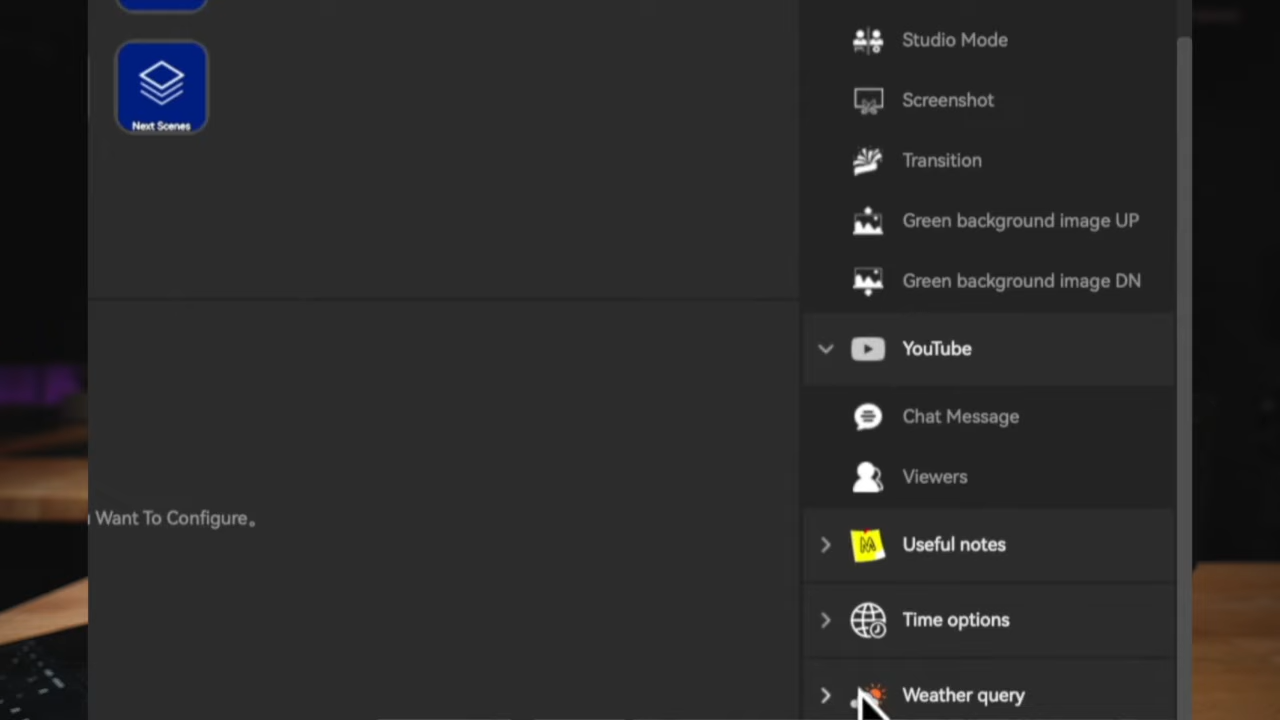 Next Scenes
Want To Configure。
Studio Mode
Screenshot
Transition
Green background image UP
Green background image DN
YouTube
Chat Message
Viewers
Useful notes
Time options
Weather query